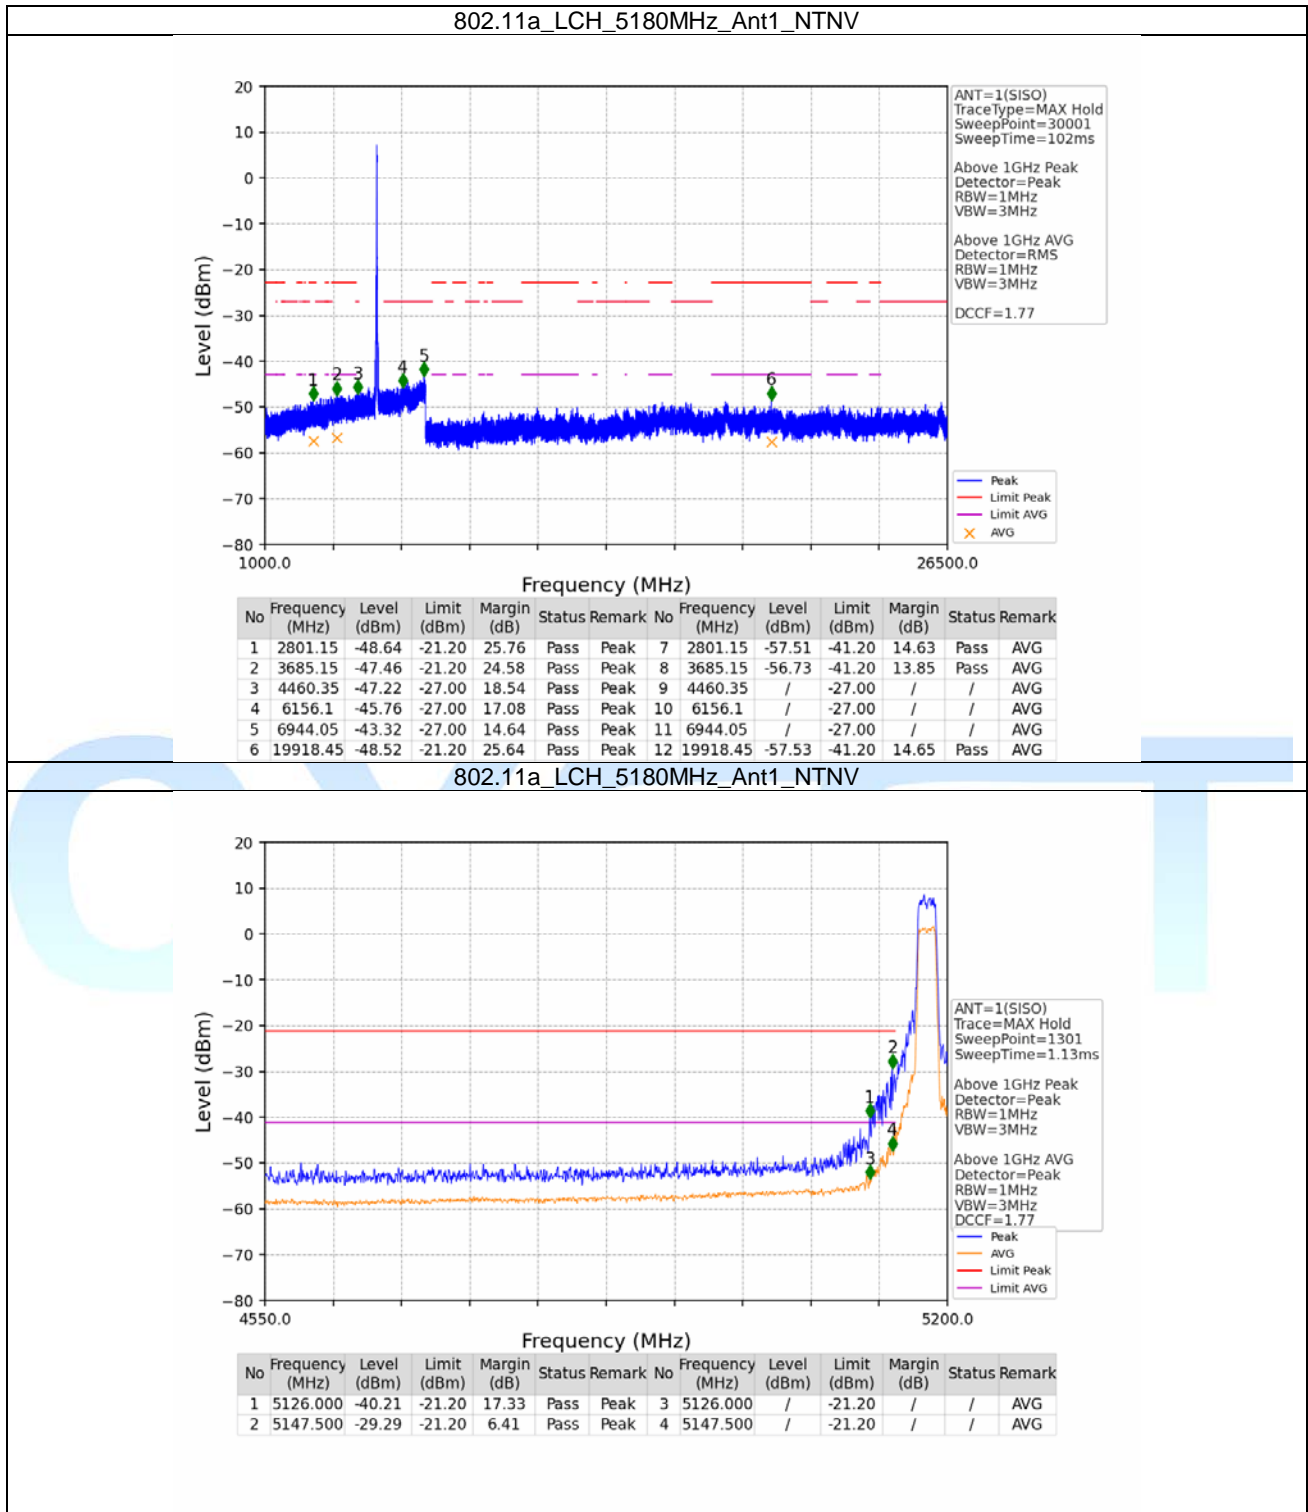 802.11a_LCH_5180MHz_Ant1_NTNV
20
10
0
−10
−20
−30
−40
−50
−60
−70
−80
Level (dBm)
1 2 3 4 5 6
1000.0 26500.0
Frequency (MHz)
ANT=1(SISO)
TraceType=MAX Hold
SweepPoint=30001
SweepTime=102ms
Above 1GHz Peak
Detector=Peak
RBW=1MHz
VBW=3MHz
Above 1GHz AVG
Detector=RMS
RBW=1MHz
VBW=3MHz
DCCF=1.77
Peak
Limit Peak
Limit AVG
AVG
No Frequency (MHz) Level (dBm) Limit (dBm) Margin (dB) Status Remark No Frequency (MHz) Level (dBm) Limit (dBm) Margin (dB) Status Remark
1 2801.15 -48.64 -21.20 25.76 Pass Peak 7 2801.15 -57.51 -41.20 14.63 Pass AVG
2 3685.15 -47.46 -21.20 24.58 Pass Peak 8 3685.15 -56.73 -41.20 13.85 Pass AVG
3 4460.35 -47.22 -27.00 18.54 Pass Peak 9 4460.35 / -27.00 / / AVG
4 6156.1 -45.76 -27.00 17.08 Pass Peak 10 6156.1 / -27.00 / / AVG
5 6944.05 -43.32 -27.00 14.64 Pass Peak 11 6944.05 / -27.00 / / AVG
6 19918.45 -48.52 -21.20 25.64 Pass Peak 12 19918.45 -57.53 -41.20 14.65 Pass AVG
802.11a_LCH_5180MHz_Ant1_NTNV
20
10
0
−10
−20
−30
−40
−50
−60
−70
−80
Level (dBm)
1 2 3 4
4550.0 5200.0
Frequency (MHz)
ANT=1(SISO)
Trace=MAX Hold
SweepPoint=1301
SweepTime=1.13ms
Above 1GHz Peak
Detector=Peak
RBW=1MHz
VBW=3MHz
Above 1GHz AVG
Detector=Peak
RBW=1MHz
VBW=3MHz
DCCF=1.77
Peak
AVG
Limit Peak
Limit AVG
No Frequency (MHz) Level (dBm) Limit (dBm) Margin (dB) Status Remark No Frequency (MHz) Level (dBm) Limit (dBm) Margin (dB) Status Remark
1 5126.000 -40.21 -21.20 17.33 Pass Peak 3 5126.000 / -21.20 / / AVG
2 5147.500 -29.29 -21.20 6.41 Pass Peak 4 5147.500 / -21.20 / / AVG